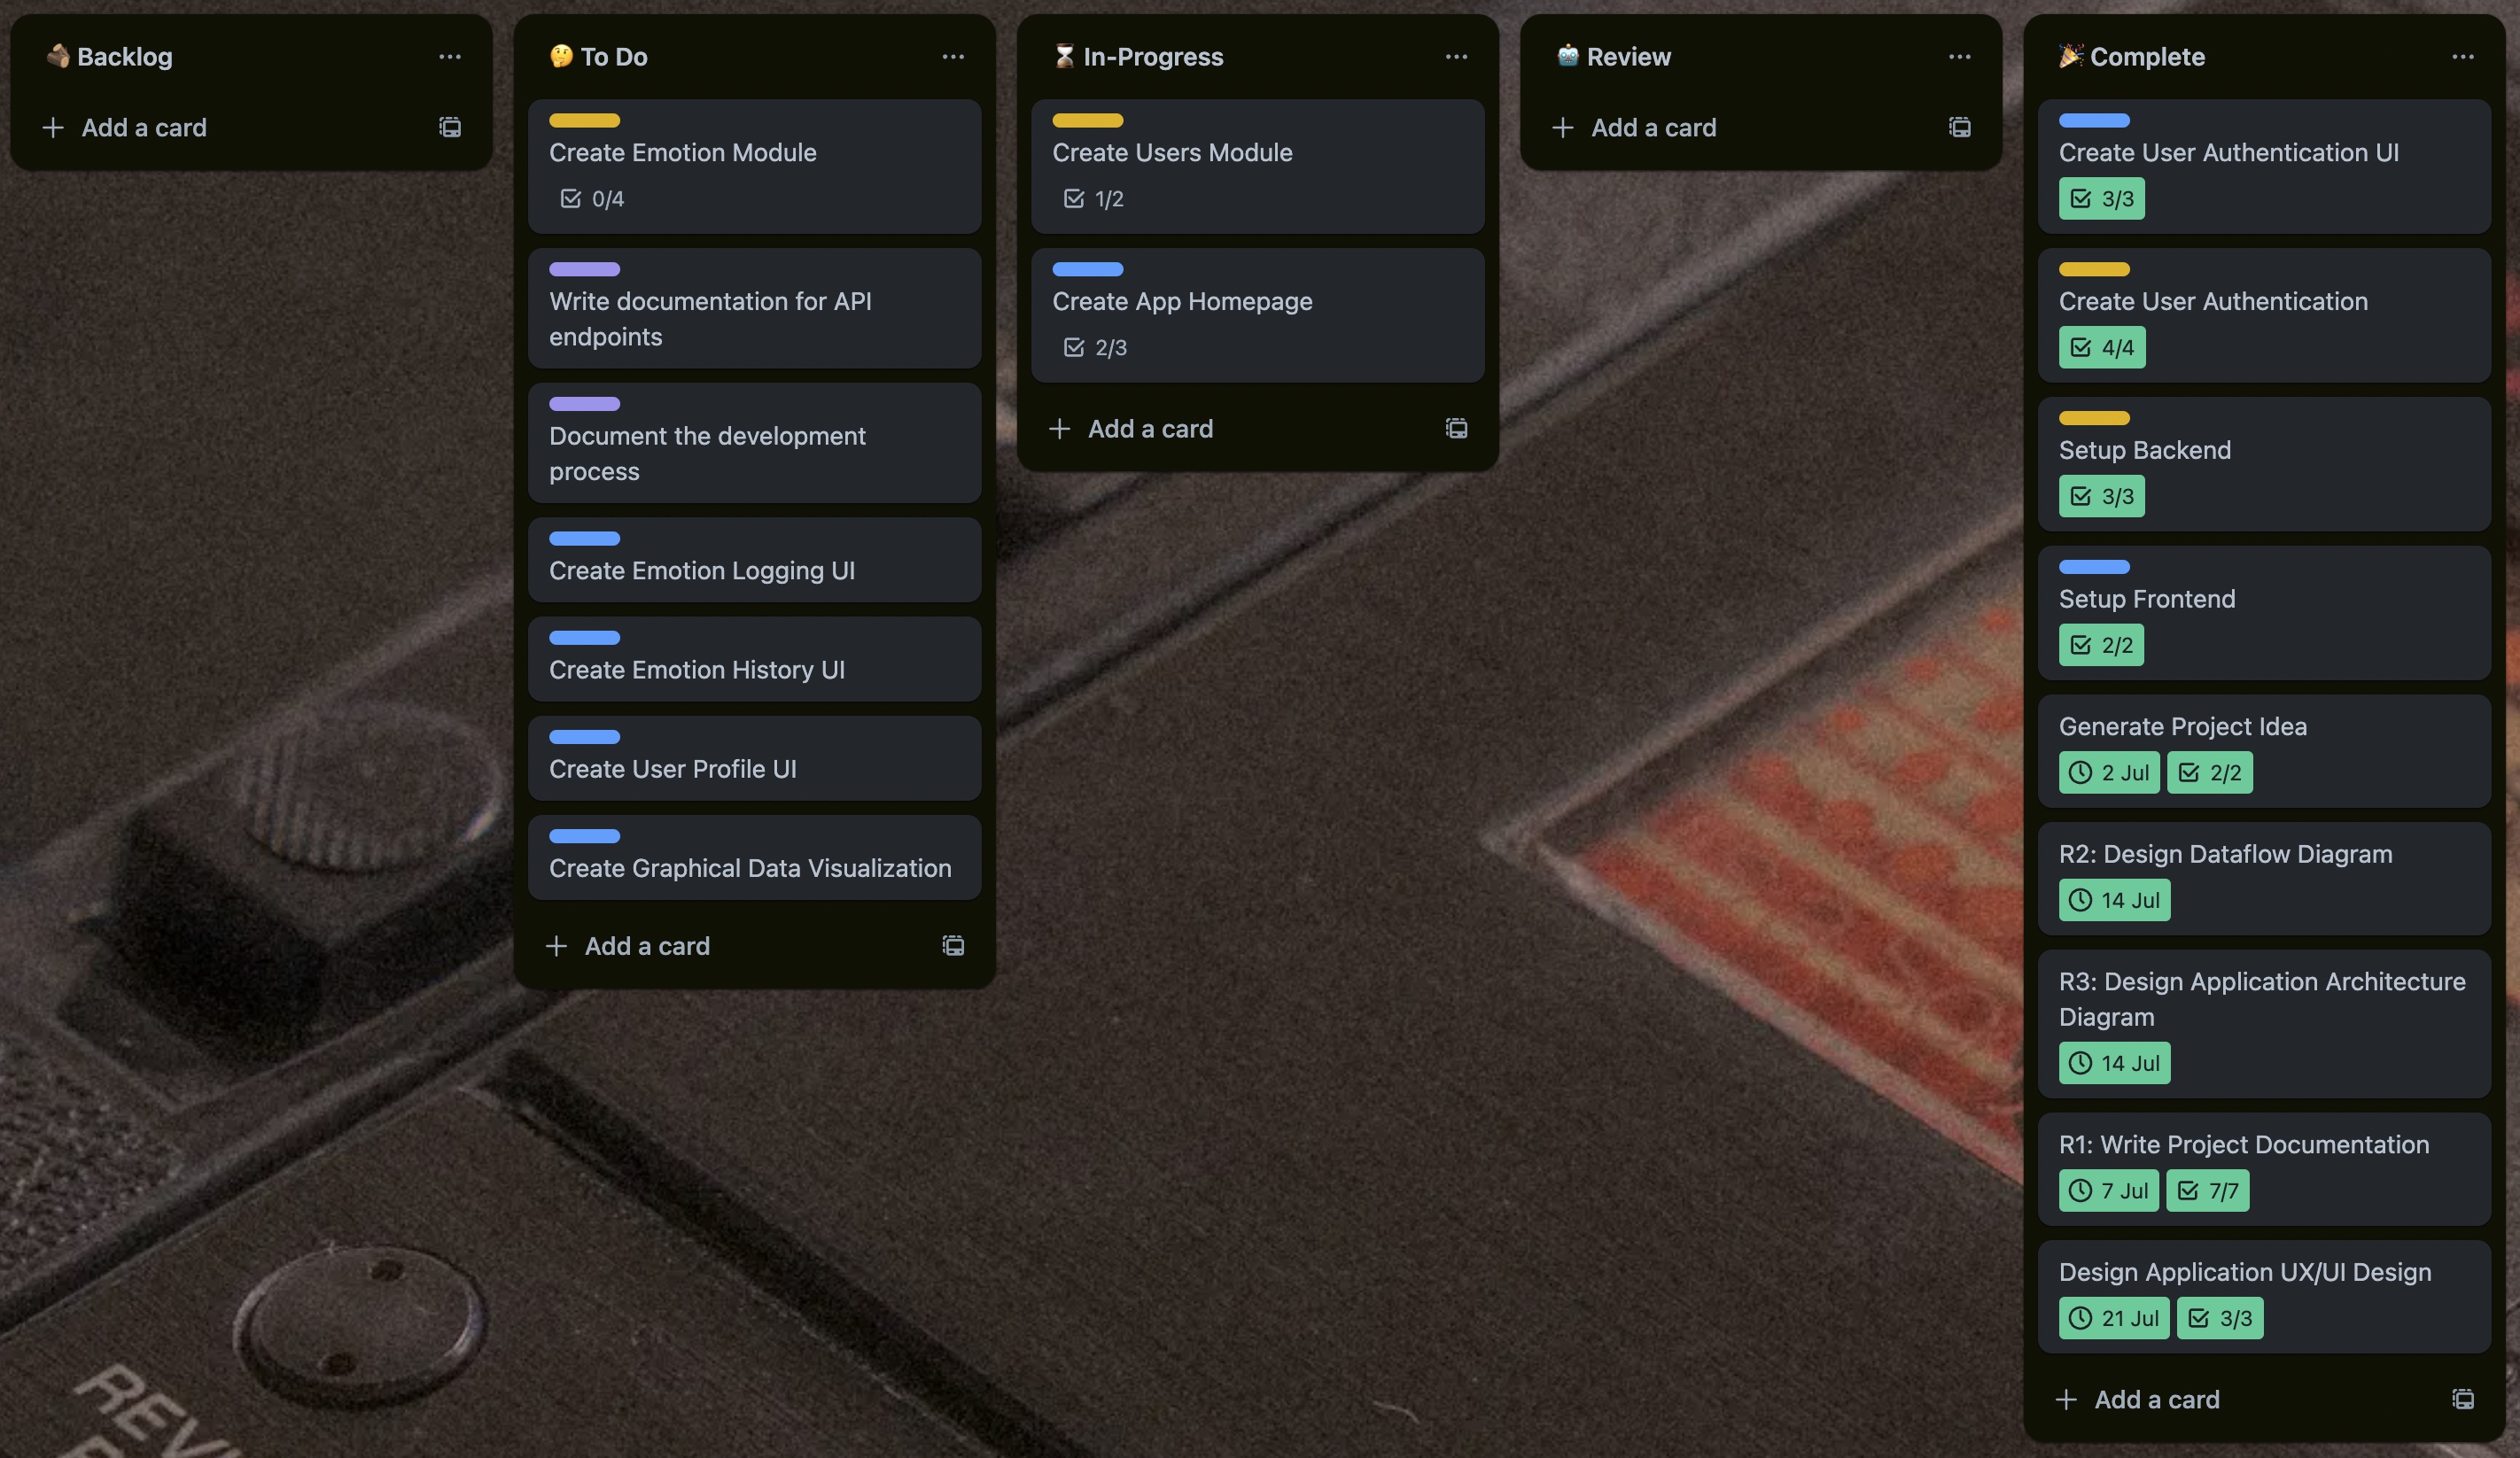 Backlog
Add a card
To Do
Create Emotion Module
0/4
Write documentation for API
endpoints
Document the development
process
Create Emotion Logging UI
Create Emotion History UI
Create User Profile UI
Create Graphical Data Visualization
Add a card
In-Progress
Create Users Module
1/2
Create App Homepage
2/3
Add a card
Review
Add a card
Complete
Create User Authentication UI
3/3
Create User Authentication
4/4
Setup Backend
3/3
Setup Frontend
2/2
Generate Project Idea
2 Jul 2/2
R2: Design Dataflow Diagram
14 Jul
R3: Design Application Architecture
Diagram
14 Jul
R1: Write Project Documentation
7 Jul 7/7
Design Application UX/UI Design
21 Jul 3/3
Add a card